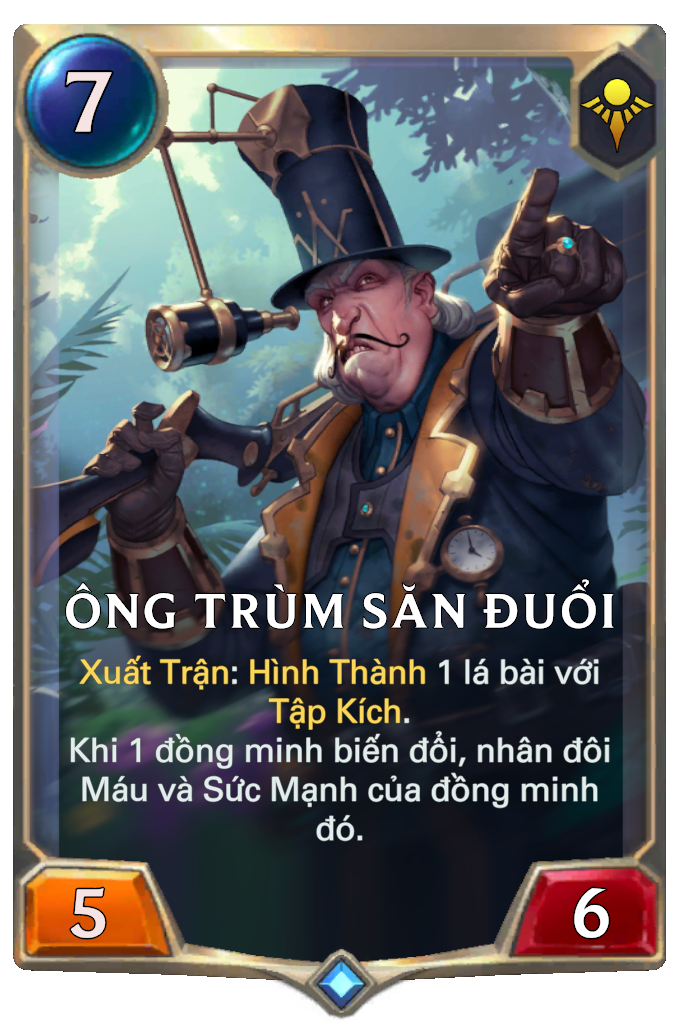 7
ÔNG TRÙM SĂN ĐUỔI
Xuất Trận: Hình Thành 1 lá bài với
Tập Kích.
Khi 1 đồng minh biến đổi, nhân đôi
Máu và Sức Mạnh của đồng minh
đó.
5
6